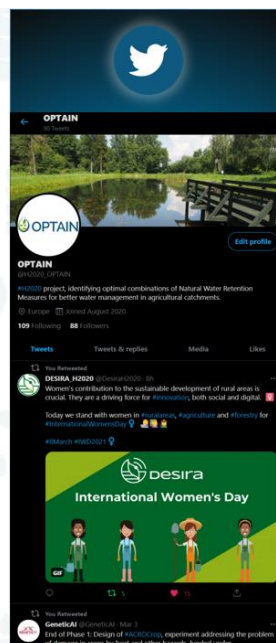 OPTAIN
90 Tweets
OPTAIN
Edit profile
OPTAIN
@H2020_OPTAIN
#H2020 project, identifying optimal combinations of Natural Water Retention
Measures for better water management in agricultural catchments.
Europe Joined August 2020
109 Following 88 Followers
Tweets Tweets & replies Media Likes
You Retweeted
DESIRA_H2020 @DesiraH2020 · 8h
Women's contribution to the sustainable development of rural areas is
crucial. They are a driving force for #innovation, both social and digital.
Today we stand with women in #ruralareas, #agriculture and #forestry for
#InternationalWomensDay
#8March #IWD2021
DESIRA
International Women's Day
GIF
5 15
You Retweeted
GeneticAI @GeneticAI · Mar 3
End of Phase 1: Design of #ACRDCrop, experiment addressing the problem